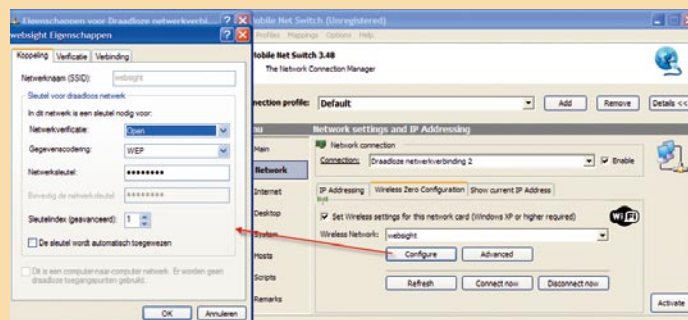 Eigenschappen voor Draadloze netwerkverbi...
websight Eigenschappen
Koppeling Verificatie Verbinding
Netwerknaam (SSID): websight
Sleutel voor draadloos netwerk
In dit netwerk is een sleutel nodig voor:
Netwerkverificatie: Open
Gegevenscodering: WEP
Netwerksleutel: ********
Bevestig de netwerksleutel: ********
Sleutelindex (geavanceerd): 1
De sleutel wordt automatisch toegewezen
Dit is een computer-naar-computer netwerk. Er worden geen
draadloze toegangspunten gebruikt.
OK Annuleren
Mobile Net Switch (Unregistered)
Profiles Mappings Options Help
Mobile Net Switch 3.48
The Network Connection Manager
nnection profile: Default Add Remove Details <<
nu
Main
Network
Internet
Desktop
System
Hosts
Scripts
Remarks
Network settings and IP Addressing
Network connection
Connection: Draadloze netwerkverbinding 2 Enable
IP Addressing Wireless Zero Configuration Show current IP Address
Set Wireless settings for this network card (Windows XP or higher required)
Wi Fi
Wireless Network: websight
Configure Advanced
Refresh Connect now Disconnect now
Activate